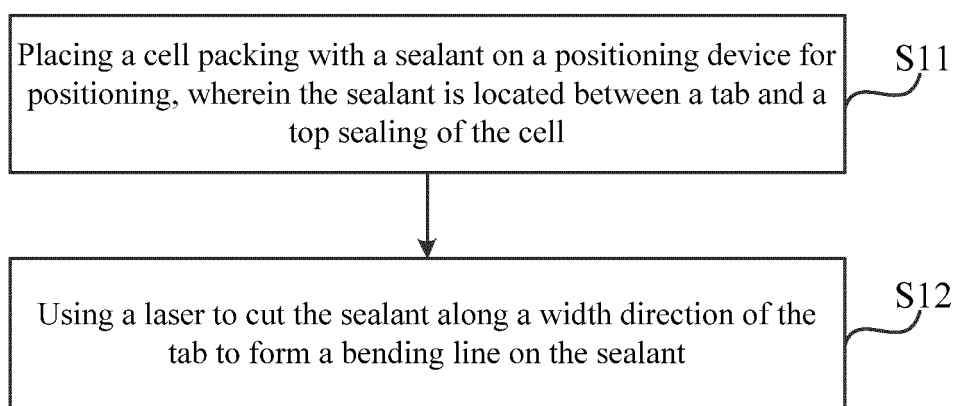 Placing a cell packing with a sealant on a positioning device for
positioning, wherein the sealant is located between a tab and a
top sealing of the cell
S11
Using a laser to cut the sealant along a width direction of the
tab to form a bending line on the sealant
S12